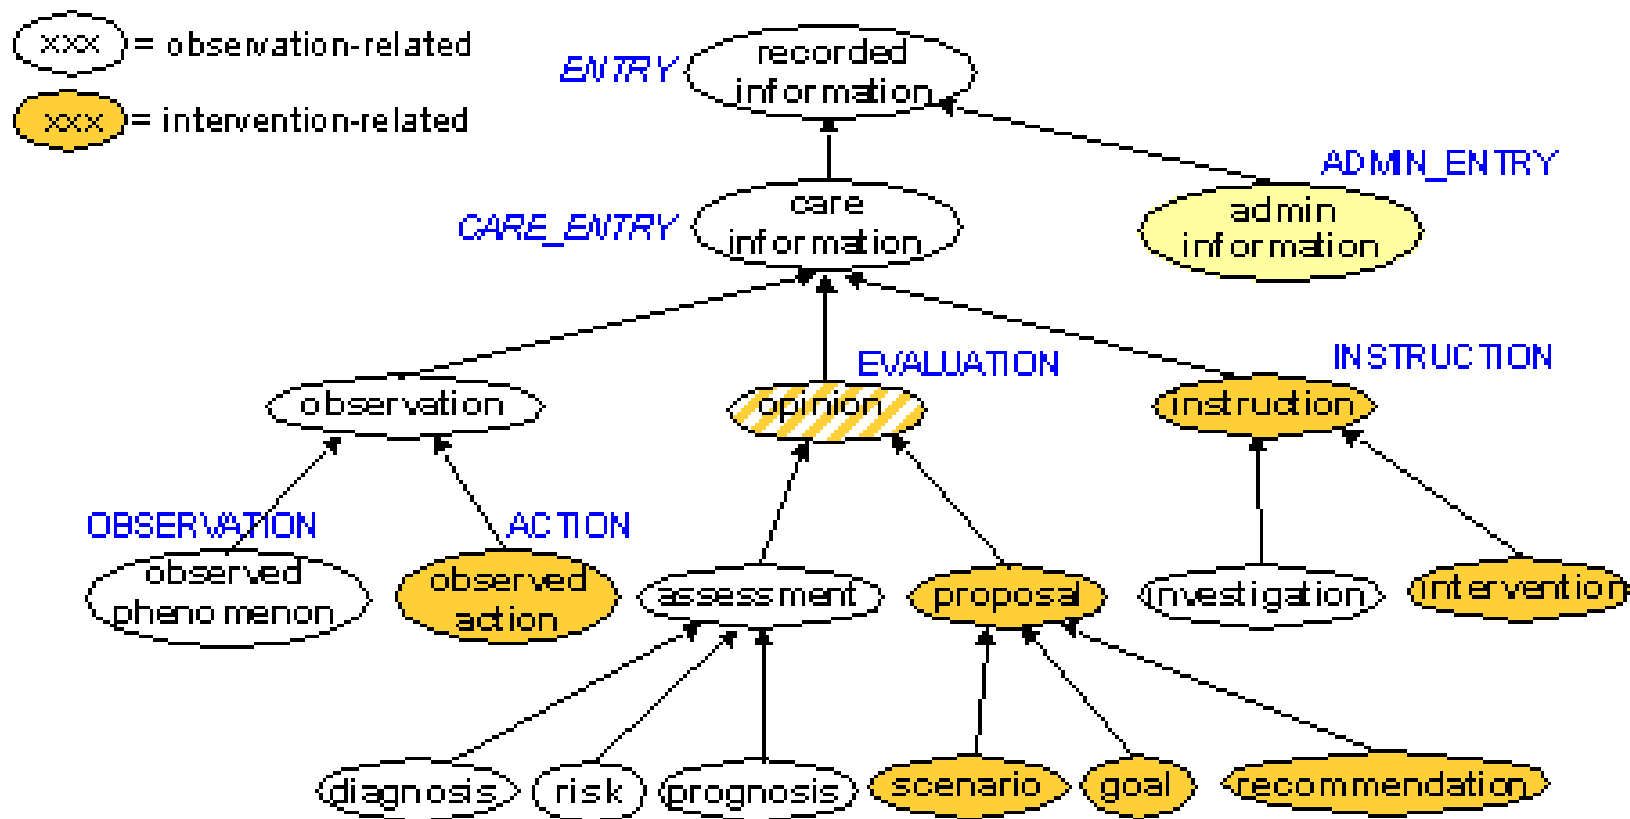 xxx = observation-related
xxx = intervention-related
ENTRY
recorded
information
ADMIN_ENTRY
CARE_ENTRY
care
information
admin
information
EVALUATION
INSTRUCTION
observation
opinion
instruction
OBSERVATION
ACTION
observed
phenomenon
observed
action
assessment
proposal
investigation
intervention
diagnosis
risk
prognosis
scenario
goal
recommendation